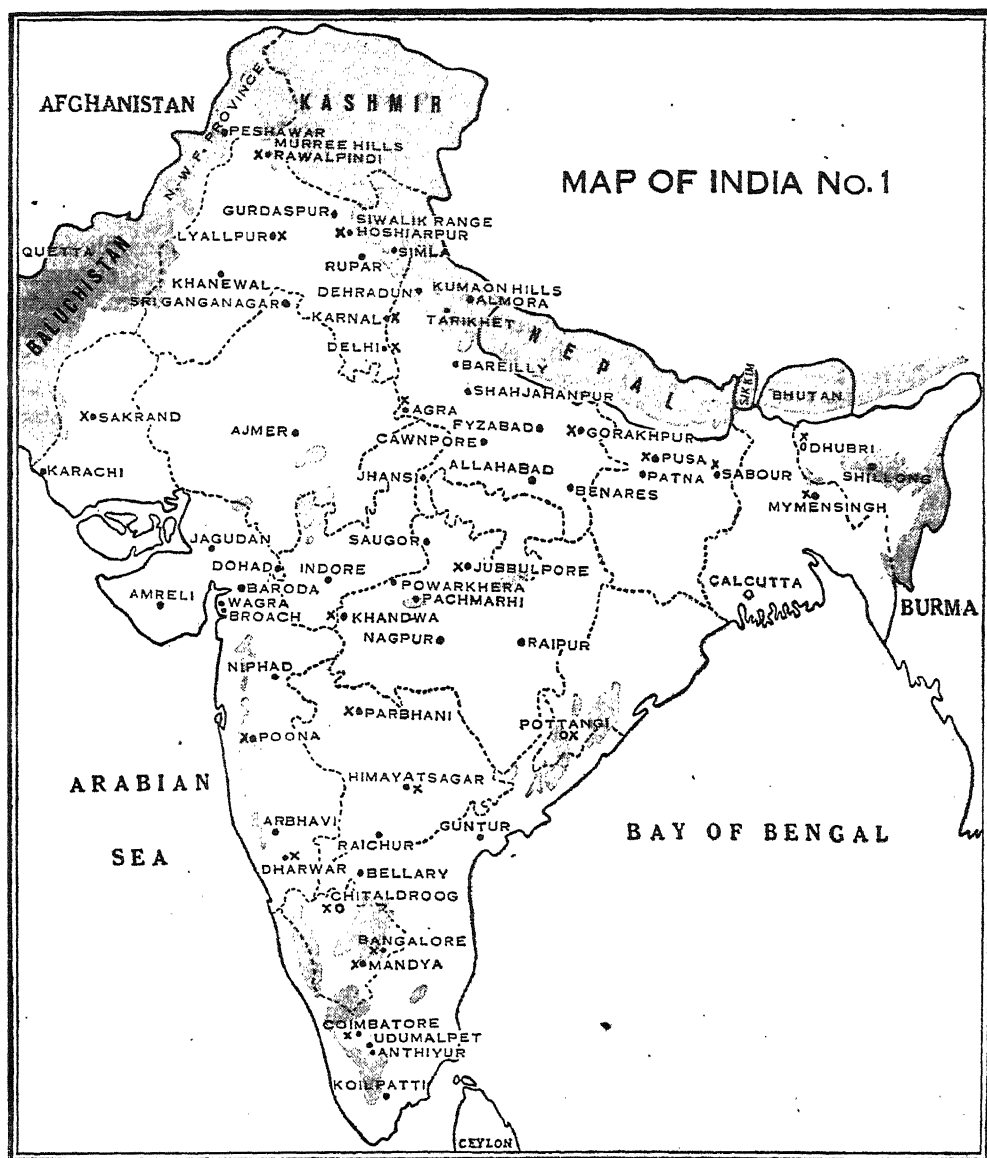 AFGHANISTAN
N. W. F. PROVINCE
KASHMIR
PESHAWAR
MURREE HILLS
RAWALPINDI
MAP OF INDIA No. 1
GURDASPUR
SIWALIK RANGE
LYALLPUR
HOSHIARPUR
QUETTA
SIMLA
RUPAR
BALUCHISTAN
KHANEWAL
DEHRADUN
KUMAON HILLS
SRI GANGANAGAR
ALMORA
KARNAL
TARIKHET
NEPAL
DELHI
BAREILLY
SIKKIM
BHUTAN
SHAHJAHANPUR
SAKRAND
AGRA
AJMER
FYZABAD
GORAKHPUR
CAWNPORE
DHUBRI
PUSA
KARACHI
JHANSI
ALLAHABAD
PATNA
SABOUR
SHILLONG
BENARES
MYMENSINGH
JAGUDAN
SAUGOR
DOHAD
INDORE
JUBBULPORE
BARODA
POWARKHERA
CALCUTTA
AMRELI
WAGRA
PACHMARHI
BURMA
BROACH
KHANDWA
NAGPUR
RAIPUR
NIPHAD
PARBHANI
POTTANGI
POONA
ARABIAN
SEA
HIMAYATSAGAR
ARBHAVI
GUNTUR
BAY OF BENGAL
RAICHUR
DHARWAR
BELLARY
CHITALDROOG
BANGALORE
MANDYA
COIMBATORE
UDUMALPET
ANTHIYUR
KOILPATTI
CEYLON